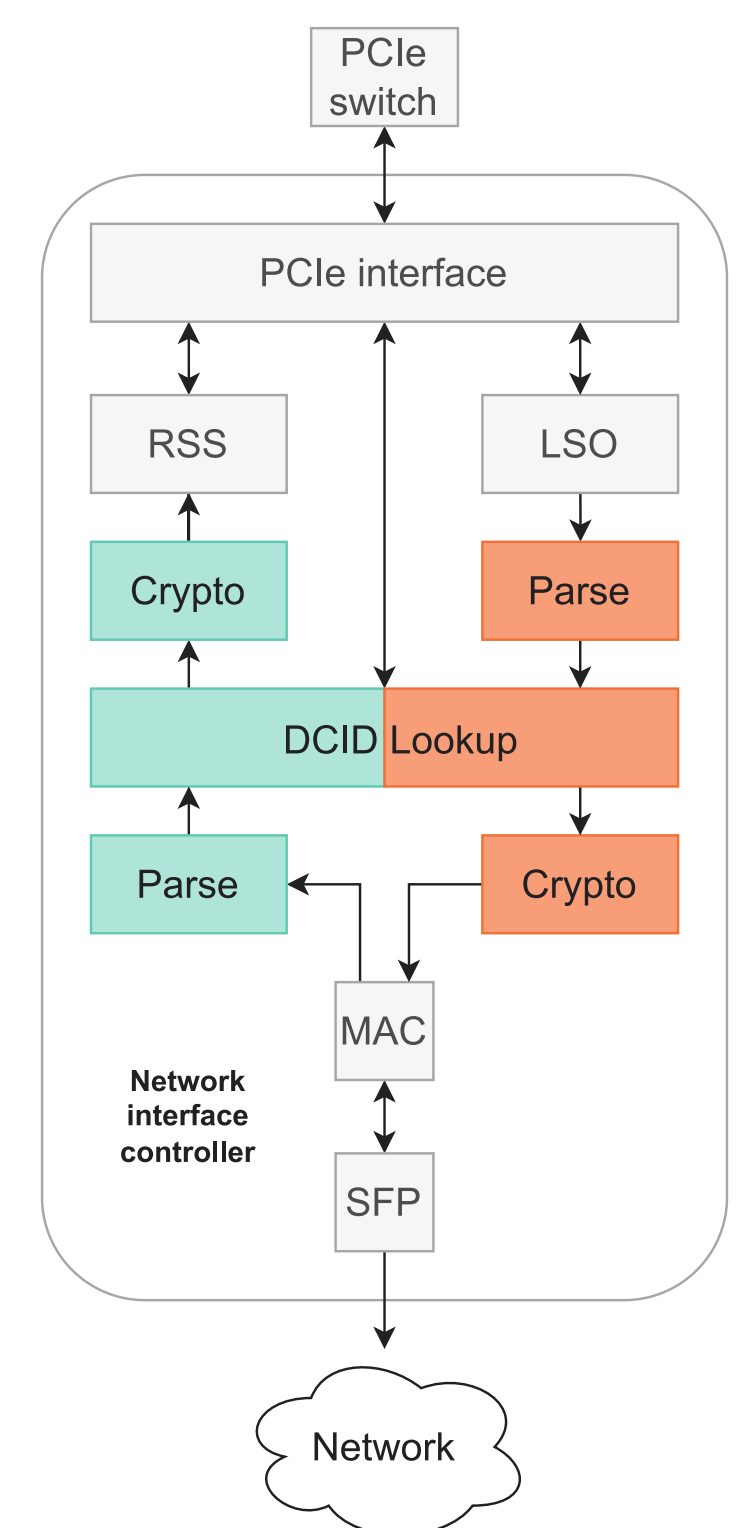 PCIe
switch
PCIe interface
RSS
LSO
Crypto
Parse
DCID Lookup
Parse
Crypto
MAC
Network
interface
controller
SFP
Network